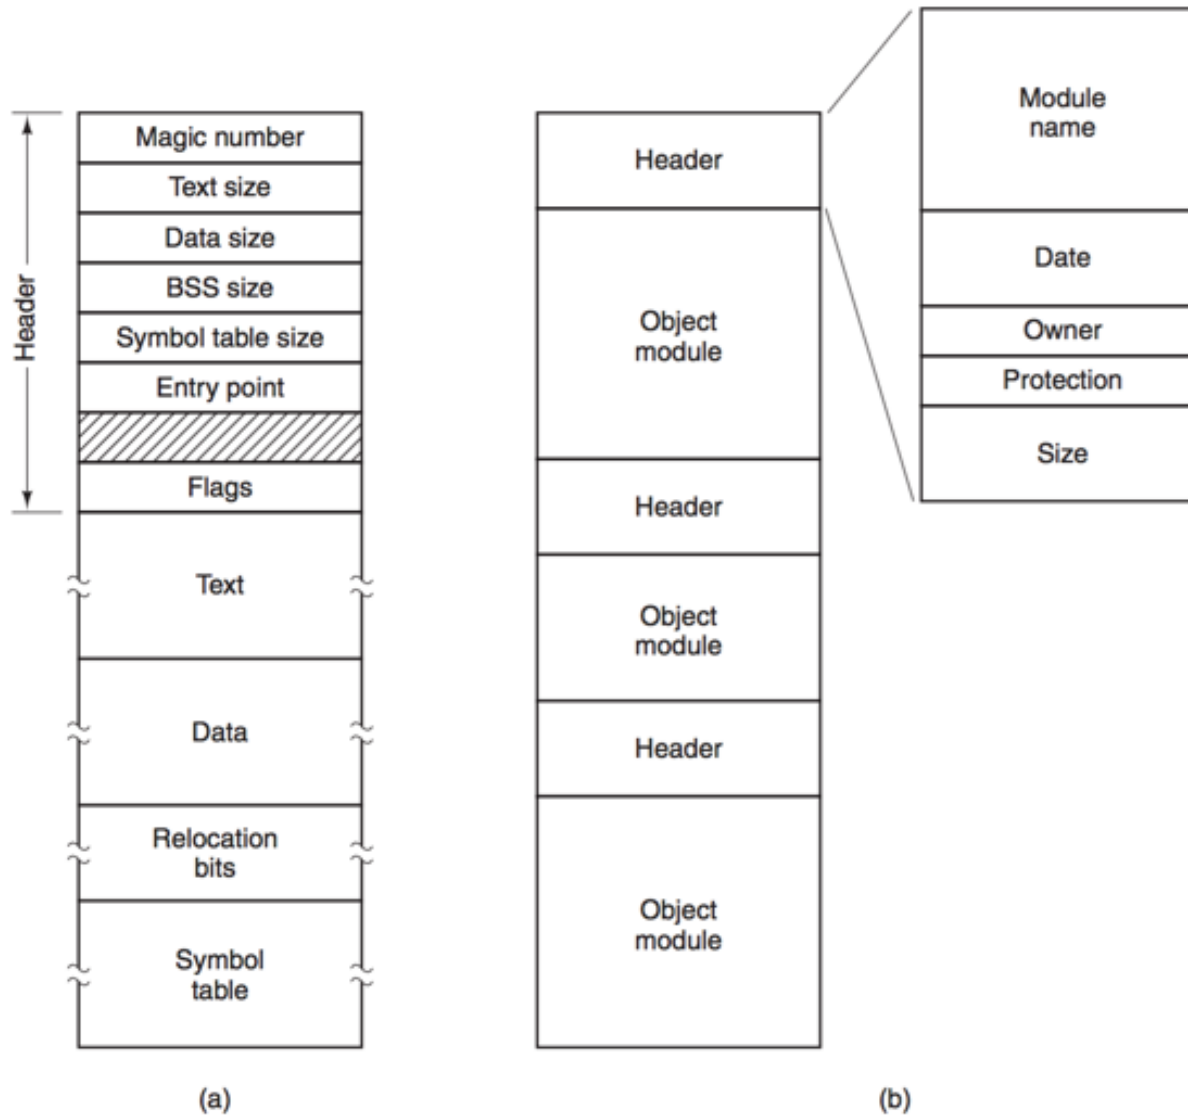 Header
Magic number
Text size
Data size
BSS size
Symbol table size
Entry point
Flags
Text
Data
Relocation
bits
Symbol
table
(a)
Header
Object
module
Header
Object
module
Header
Object
module
Module
name
Date
Owner
Protection
Size
(b)